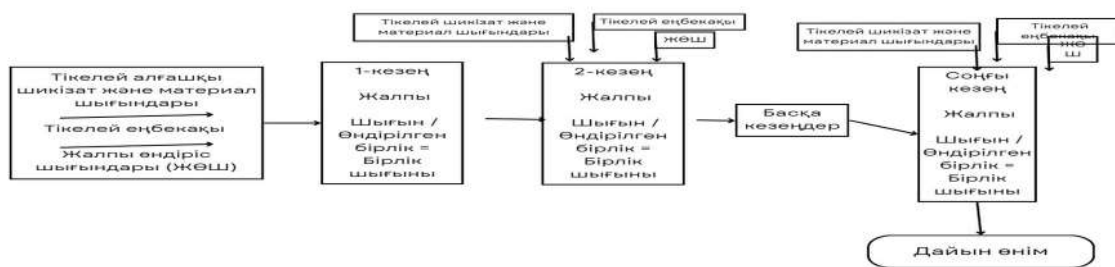 Тікелей алғашқы
шикізат және материал
шығындары
Тікелей еңбекақы
Жалпы өндіріс
шығындары (ЖӨШ)
1-кезең
Жалпы
Шығын /
Өндірілген
бірлік =
Бірлік
шығыны
Тікелей шикізат және
материал шығындары
Тікелей еңбекақы
ЖӨШ
2-кезең
Жалпы
Шығын /
Өндірілген
бірлік =
Бірлік
шығыны
Басқа
кезеңдер
Тікелей шикізат және
материал шығындары
Тікелей
еңбекақы
ЖӨ
Ш
Соңғы
кезең
Жалпы
Шығын /
Өндірілген
бірлік =
Бірлік
шығыны
Дайын өнім